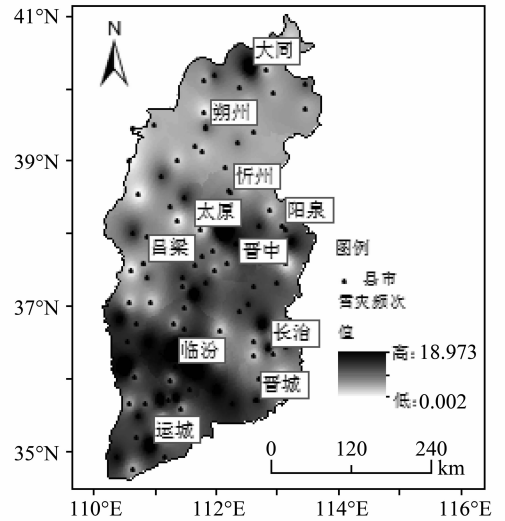 41°N
39°N
37°N
35°N
N
大同
朔州
忻州
太原
阳泉
吕梁
晋中
长治
临汾
晋城
运城
图例
县市
灾频次
值
高:18.973
低:0.002
0 120 240
km
110°E 112°E 114°E 116°E